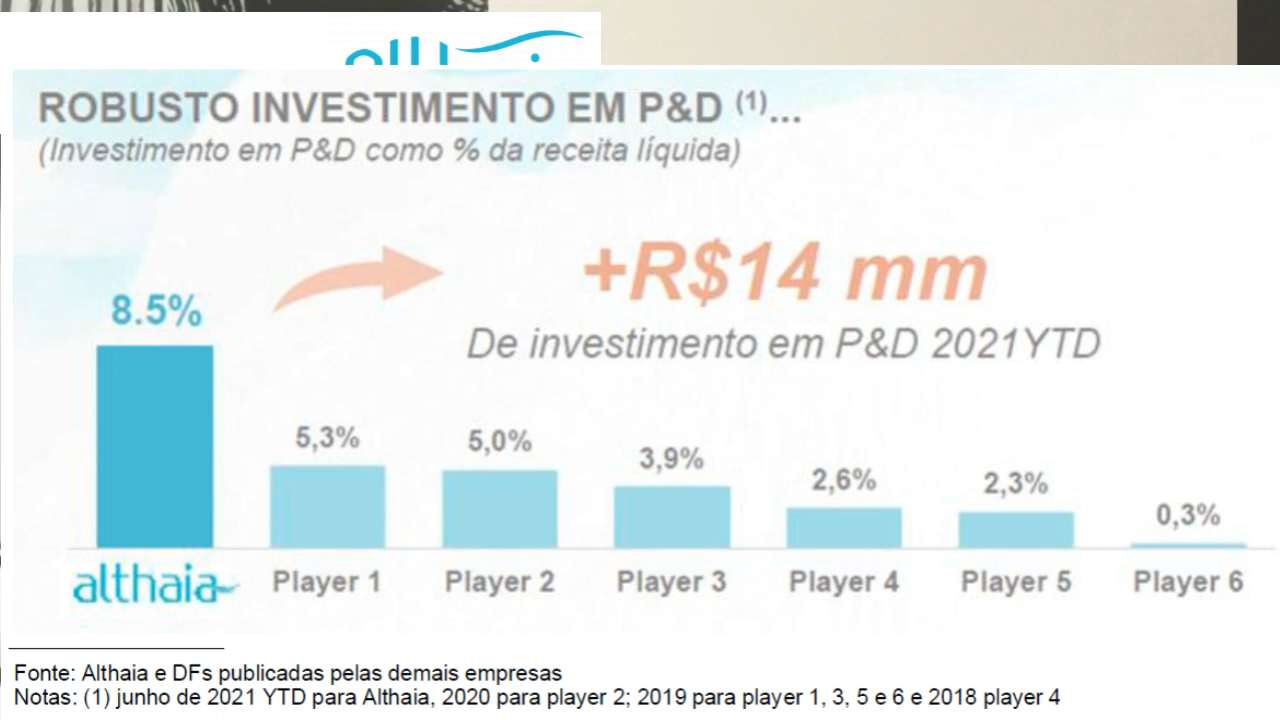 ROBUSTO INVESTIMENTO EM P&D (1)...
(Investimento em P&D como % da receita líquida)
+R$14 mm
De investimento em P&D 2021YTD
8.5%
5,3%
5,0%
3,9%
2,6%
2,3%
0,3%
althaia
Player 1
Player 2
Player 3
Player 4
Player 5
Player 6
Fonte: Althaia e DFs publicadas pelas demais empresas
Notas: (1) junho de 2021 YTD para Althaia, 2020 para player 2; 2019 para player 1, 3, 5 e 6 e 2018 player 4